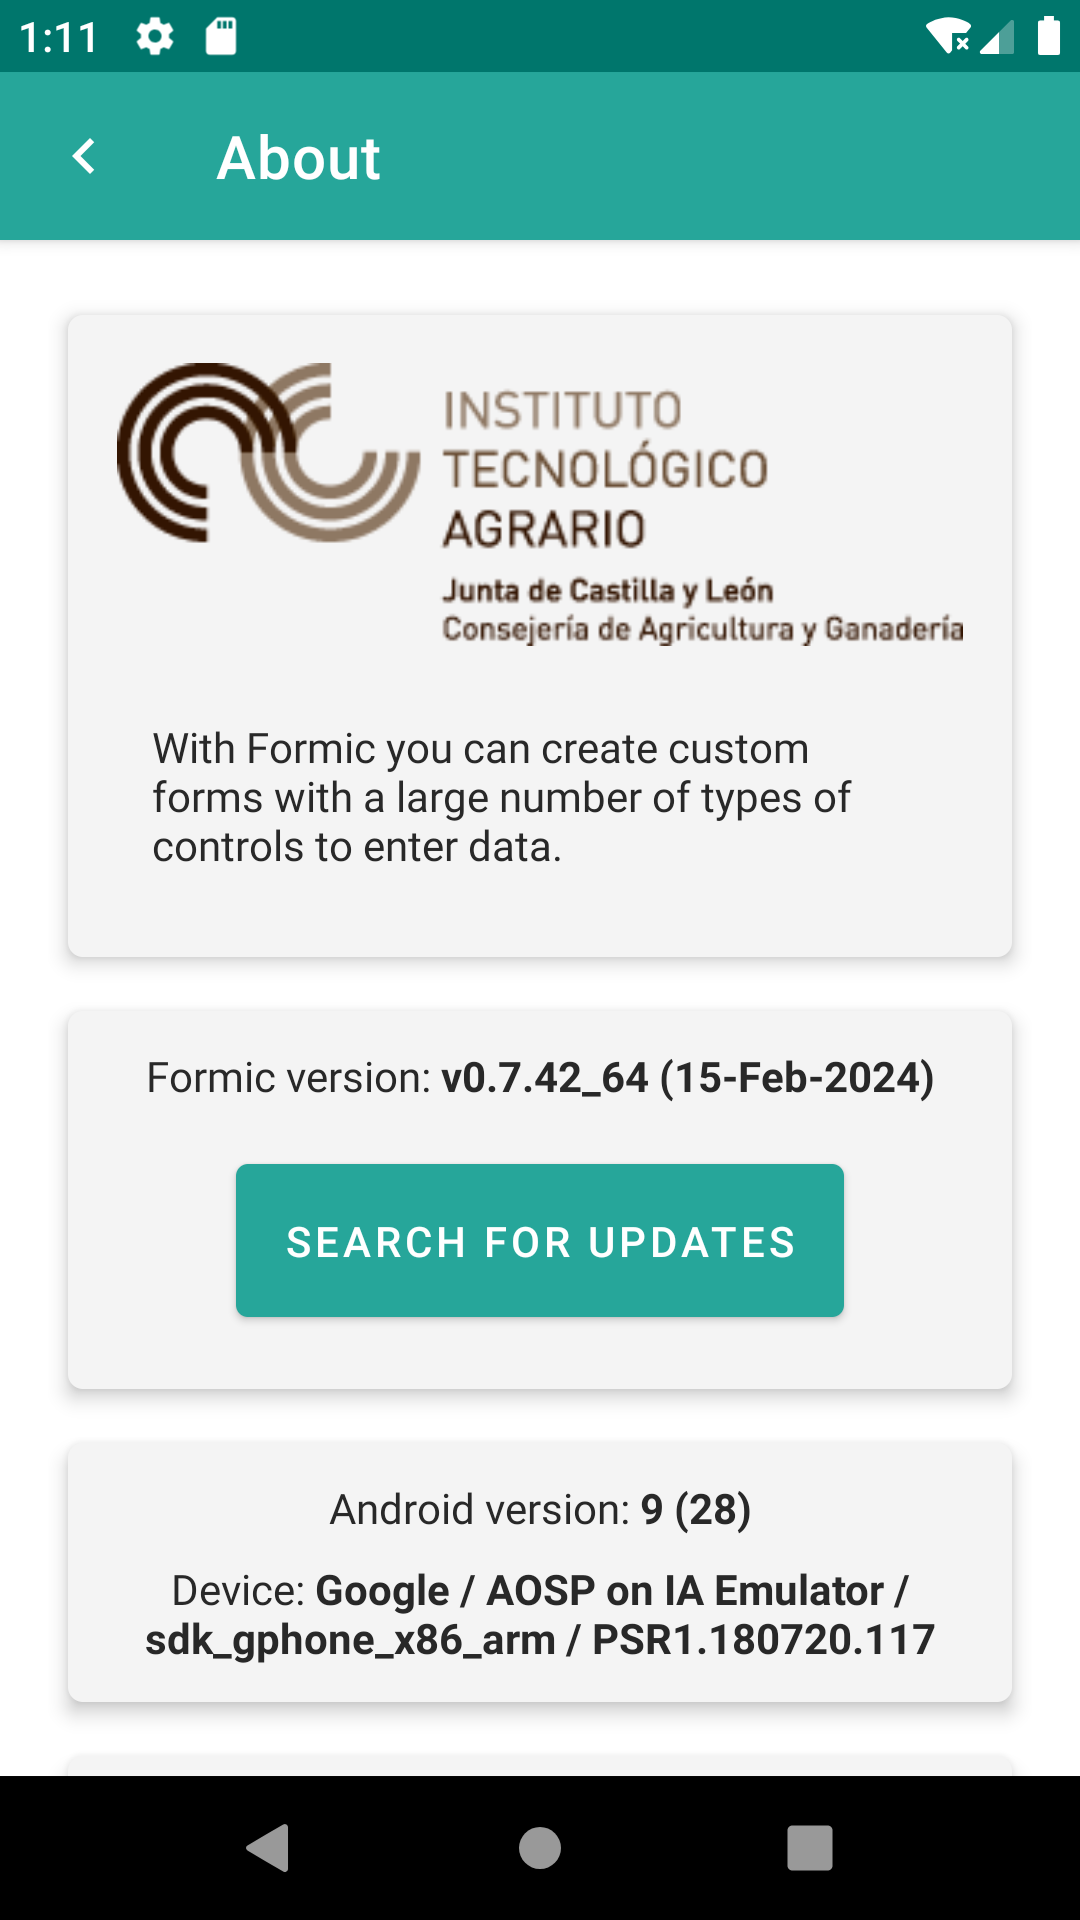 1:11
About
INSTITUTO
TECNOLÓGICO
AGRARIO
Junta de Castilla y León
Consejería de Agricultura y Ganadería
With Formic you can create custom
forms with a large number of types of
controls to enter data.
Formic version: v0.7.42_64 (15-Feb-2024)
SEARCH FOR UPDATES
Android version: 9 (28)
Device: Google / AOSP on IA Emulator /
sdk_gphone_x86_arm / PSR1.180720.117